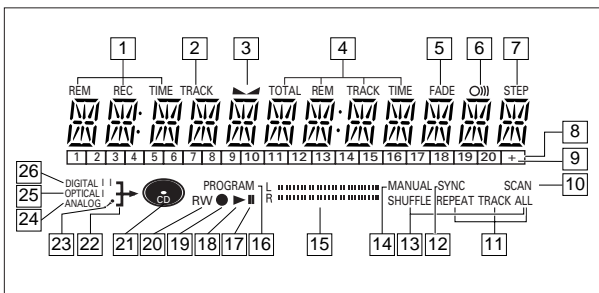 1 2 3 4 5 6 7
REM REC TIME TRACK TOTAL REM TRACK TIME FADE STEP
1 2 3 4 5 6 7 8 9 10 11 12 13 14 15 16 17 18 19 20 +
8
9
26 DIGITAL I I
25 OPTICAL I
24 ANALOG
CD
PROGRAM
RW
L
R
MANUAL SYNC SCAN
SHUFFLE REPEAT TRACK ALL
10
23 22 21 20 19 18 17 16 15 14 13 12 11